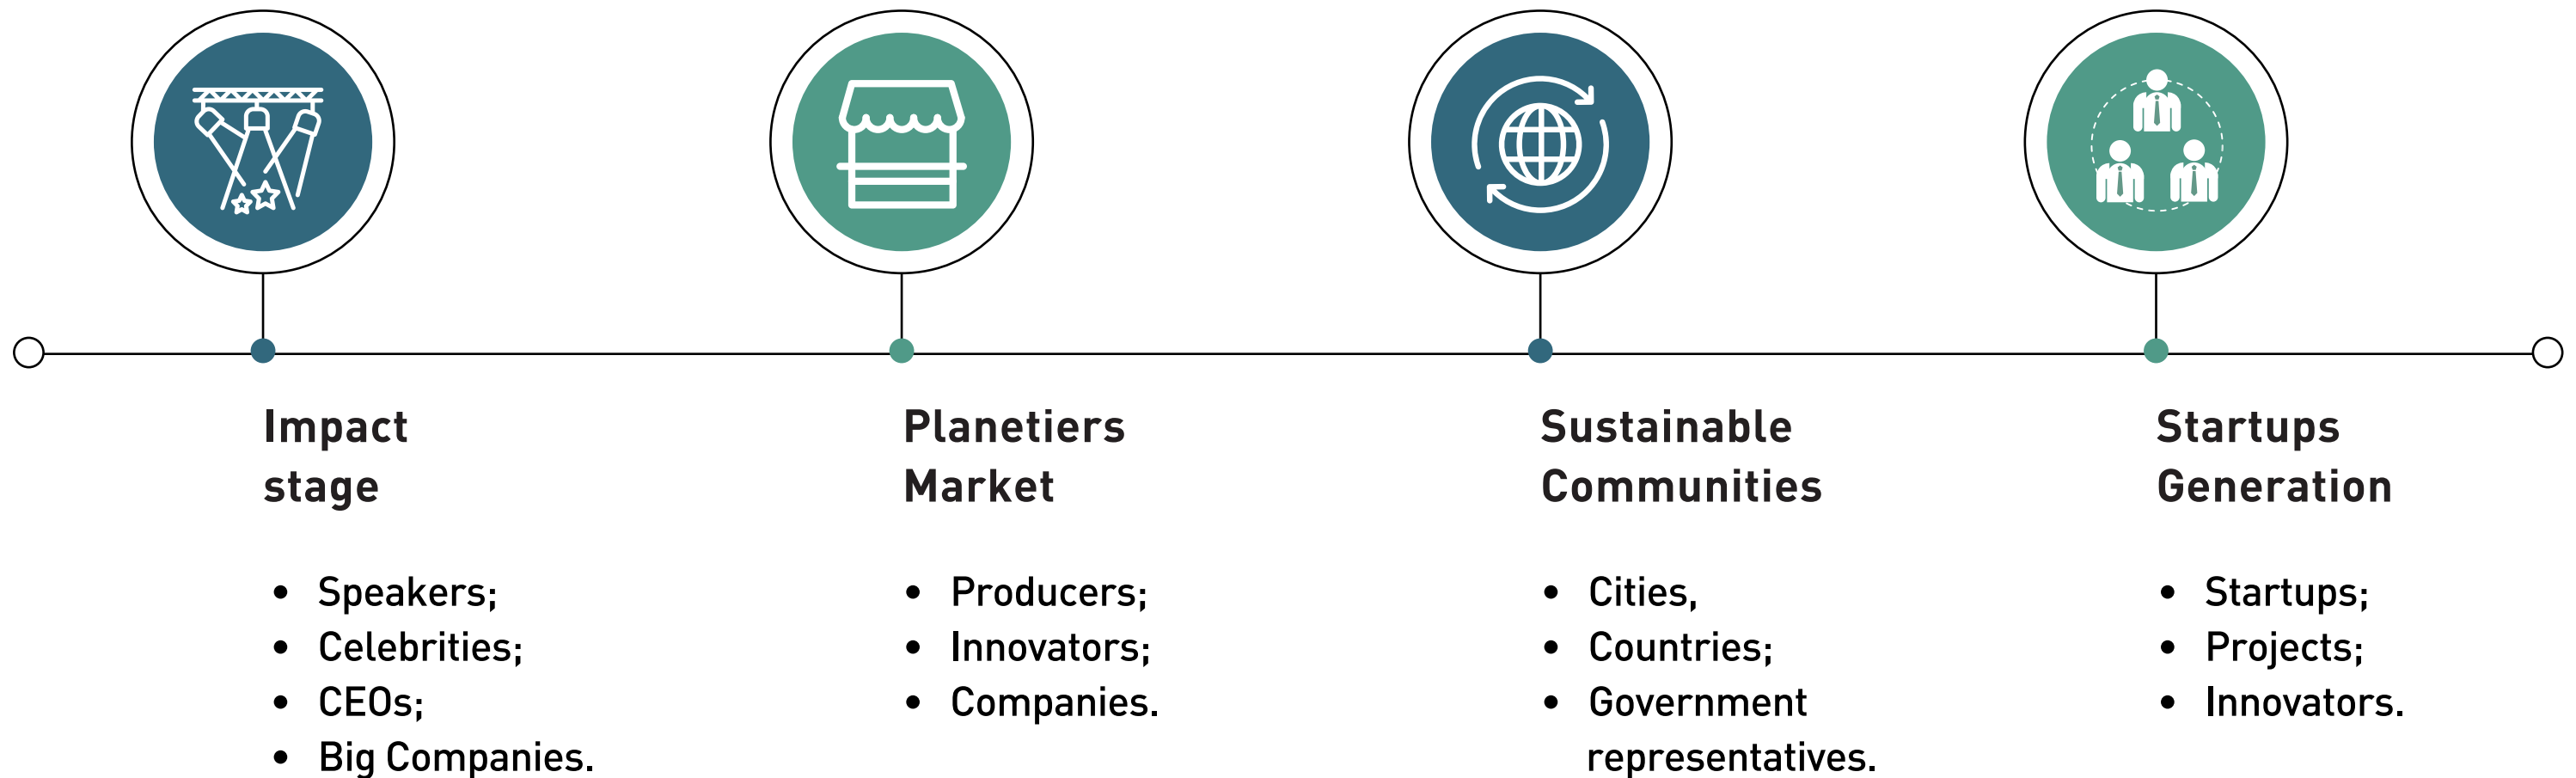 Impact
stage
• Speakers;
• Celebrities;
• CEOs;
• Big Companies.
Planetiers
Market
• Producers;
• Innovators;
• Companies.
Sustainable
Communities
• Cities,
• Countries;
• Government
representatives.
Startups
Generation
• Startups;
• Projects;
• Innovators.